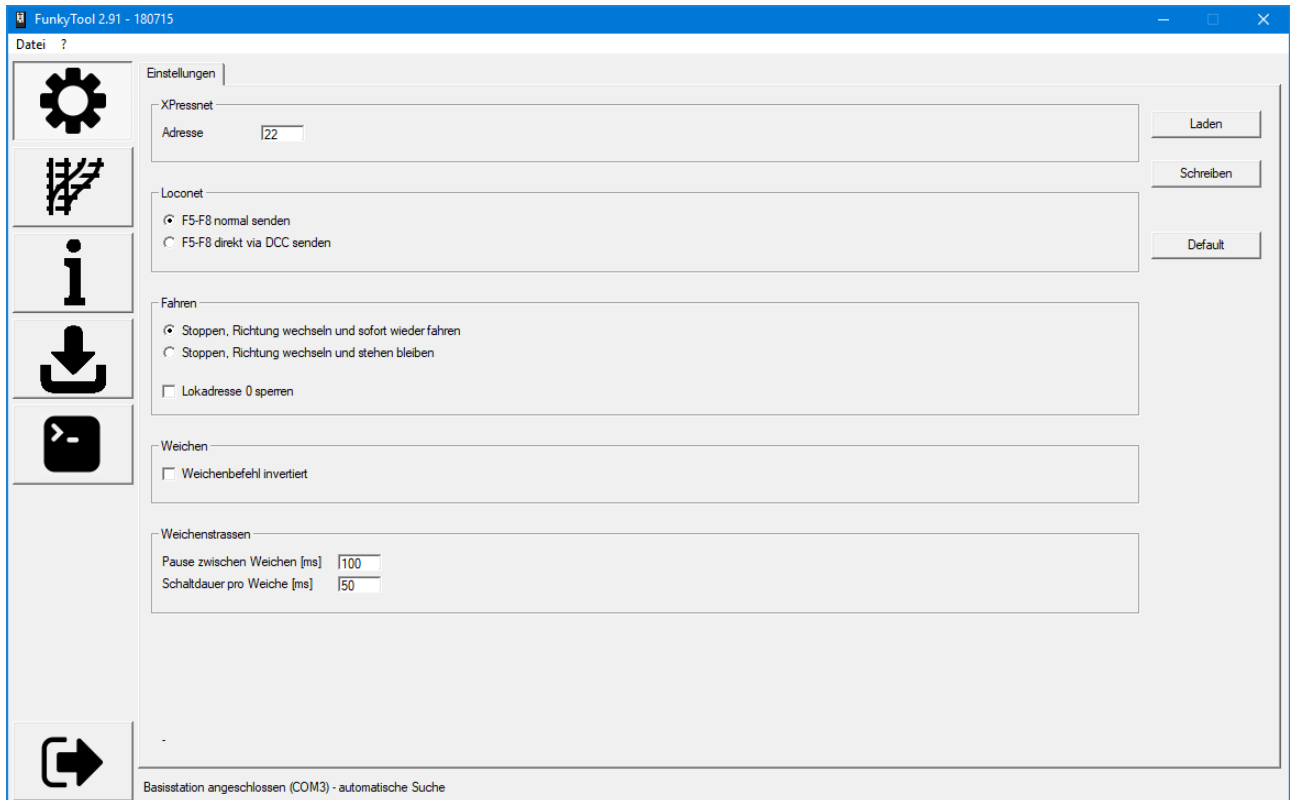 FunkyTool 2.91 - 180715
Datei ?
Einstellungen
XPressnet
Adresse 22
Laden
Schreiben
Default
Loconet
F5-F8 normal senden
F5-F8 direkt via DCC senden
Fahren
Stoppen, Richtung wechseln und sofort wieder fahren
Stoppen, Richtung wechseln und stehen bleiben
Lokadresse 0 sperren
Weichen
Weichenbefehl invertiert
Weichenstrassen
Pause zwischen Weichen [ms] 100
Schaltdauer pro Weiche [ms] 50
-
Basisstation angeschlossen (COM3) - automatische Suche